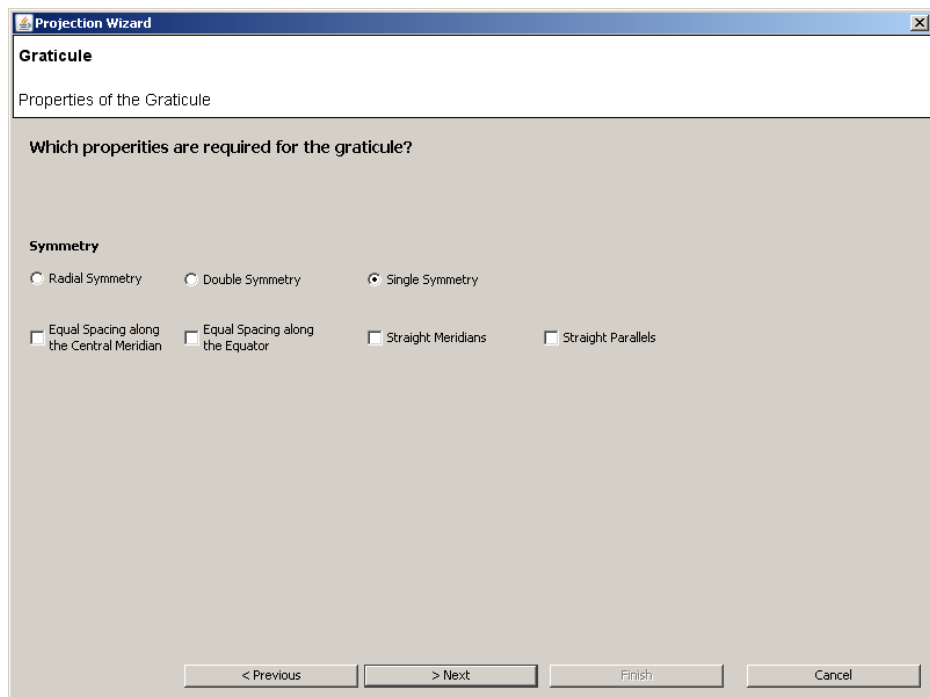 Projection Wizard
Graticule
Properties of the Graticule
Which properities are required for the graticule?
Symmetry
Radial Symmetry
Double Symmetry
Single Symmetry
Equal Spacing along
the Central Meridian
Equal Spacing along
the Equator
Straight Meridians
Straight Parallels
< Previous
> Next
Finish
Cancel